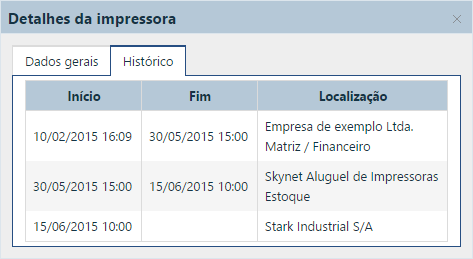 Detalhes da impressora
Dados gerais Histórico
Início Fim Localização
10/02/2015 16:09 30/05/2015 15:00 Empresa de exemplo Ltda.
Matriz / Financeiro
30/05/2015 15:00 15/06/2015 10:00 Skynet Aluguel de Impressoras
Estoque
15/06/2015 10:00 Stark Industrial S/A